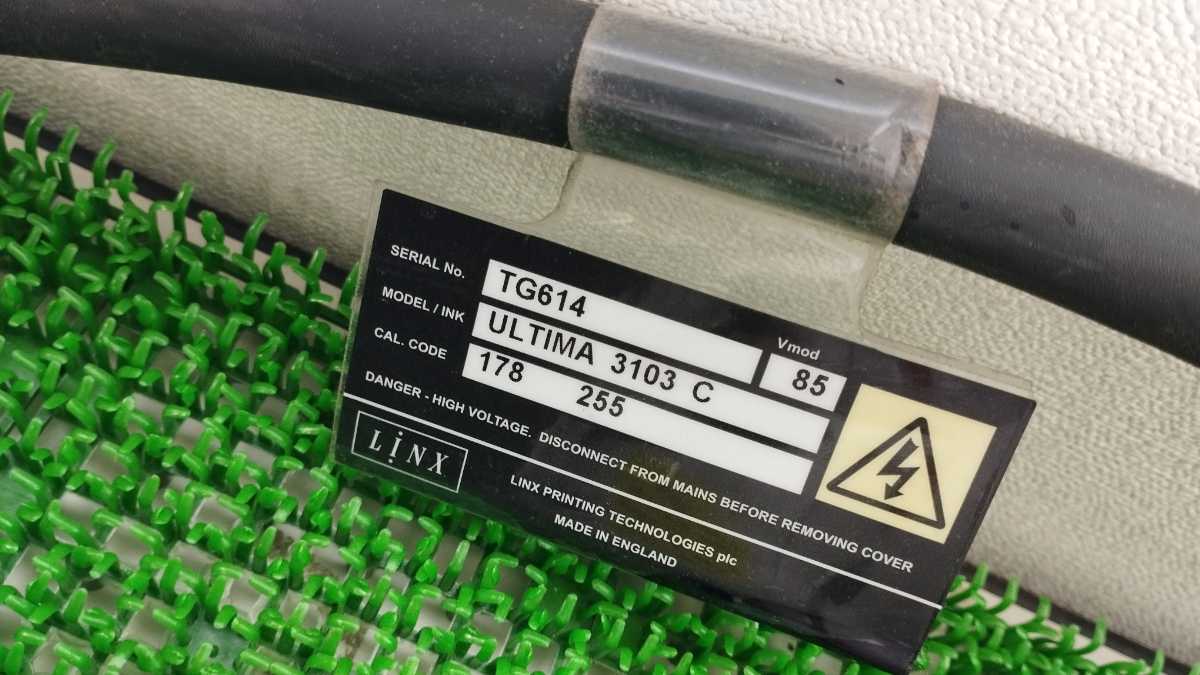 SERIAL No. TG614
Vmod
MODEL / INK ULTIMA 3103 C 85
CAL. CODE 178 255
DANGER - HIGH VOLTAGE. DISCONNECT FROM MAINS BEFORE REMOVING COVER
LINX
LINX PRINTING TECHNOLOGIES plc
MADE IN ENGLAND